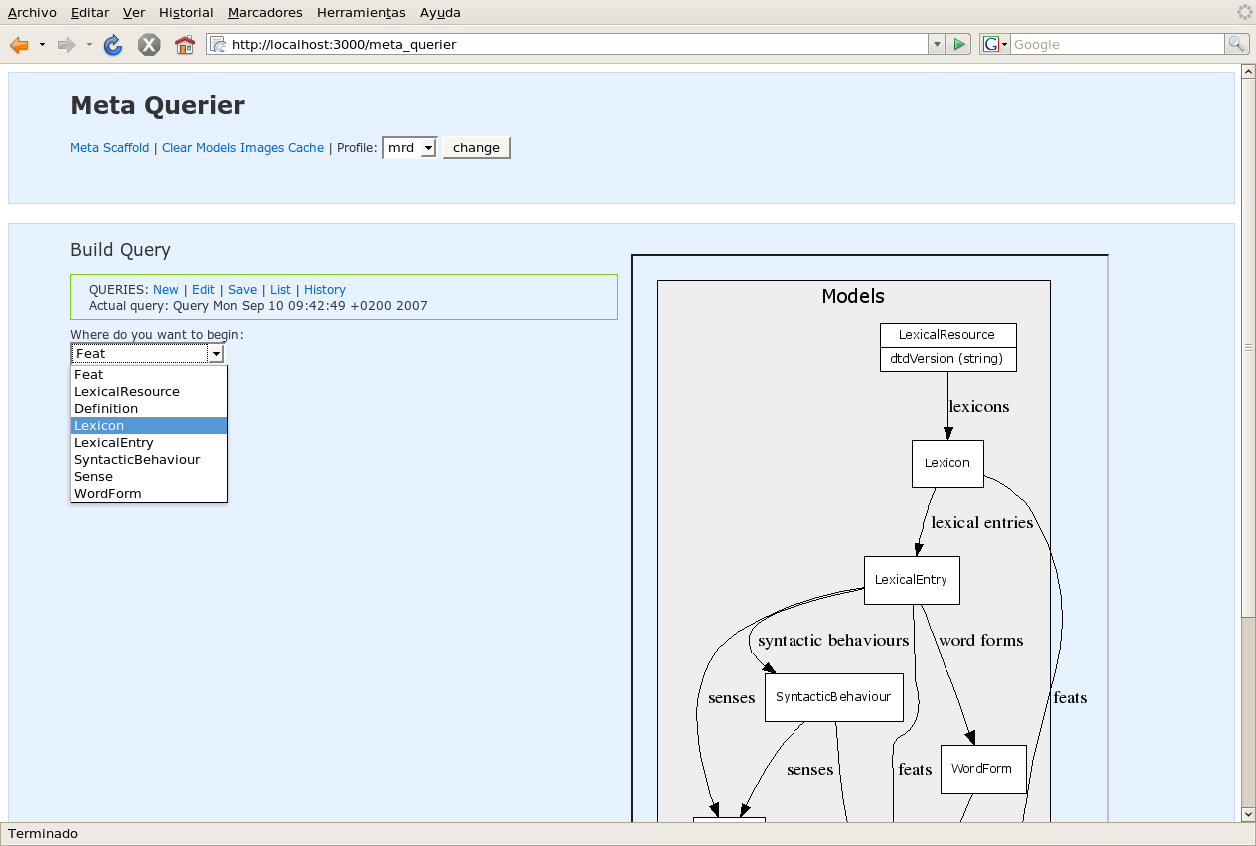 Archivo Editar Ver Historial Marcadores Herramientas Ayuda
http://localhost:3000/meta_querier
G Google
Meta Querier
Meta Scaffold | Clear Models Images Cache | Profile: mrd change
Build Query
QUERIES: New | Edit | Save | List | History
Actual query: Query Mon Sep 10 09:42:49 +0200 2007
Where do you want to begin:
Feat
Feat
LexicalResource
Definition
Lexicon
LexicalEntry
SyntacticBehaviour
Sense
WordForm
Models
LexicalResource
dtdVersion (string)
lexicons
Lexicon
lexical entries
LexicalEntry
syntactic behaviours
word forms
senses
SyntacticBehaviour
feats
senses
feats
WordForm
Terminado